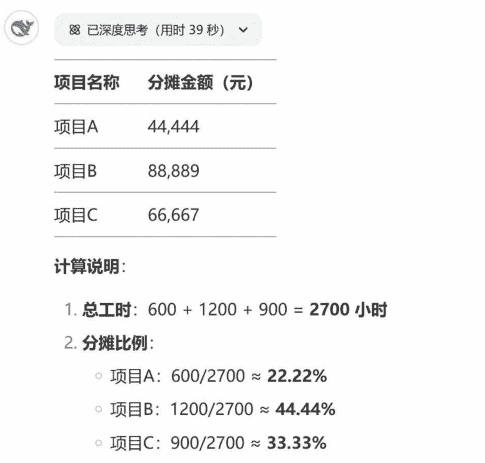 已深度思考（用时 39 秒）
项目名称 分摊金额（元）
项目A 44,444
项目B 88,889
项目C 66,667
计算说明：
1. 总工时：600 + 1200 + 900 = 2700 小时
2. 分摊比例：
项目A：600/2700 ≈ 22.22%
项目B：1200/2700 ≈ 44.44%
项目C：900/2700 ≈ 33.33%